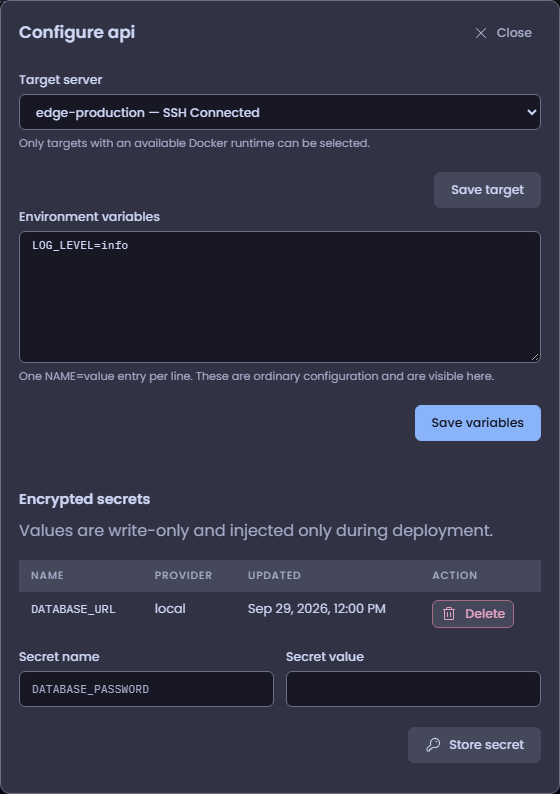 Configure api
Close
Target server
edge-production — SSH Connected
Only targets with an available Docker runtime can be selected.
Save target
Environment variables
LOG_LEVEL=info
One NAME=value entry per line. These are ordinary configuration and are visible here.
Save variables
Encrypted secrets
Values are write-only and injected only during deployment.
NAME PROVIDER UPDATED ACTION
DATABASE_URL local Sep 29, 2026, 12:00 PM Delete
Secret name Secret value
DATABASE_PASSWORD
Store secret